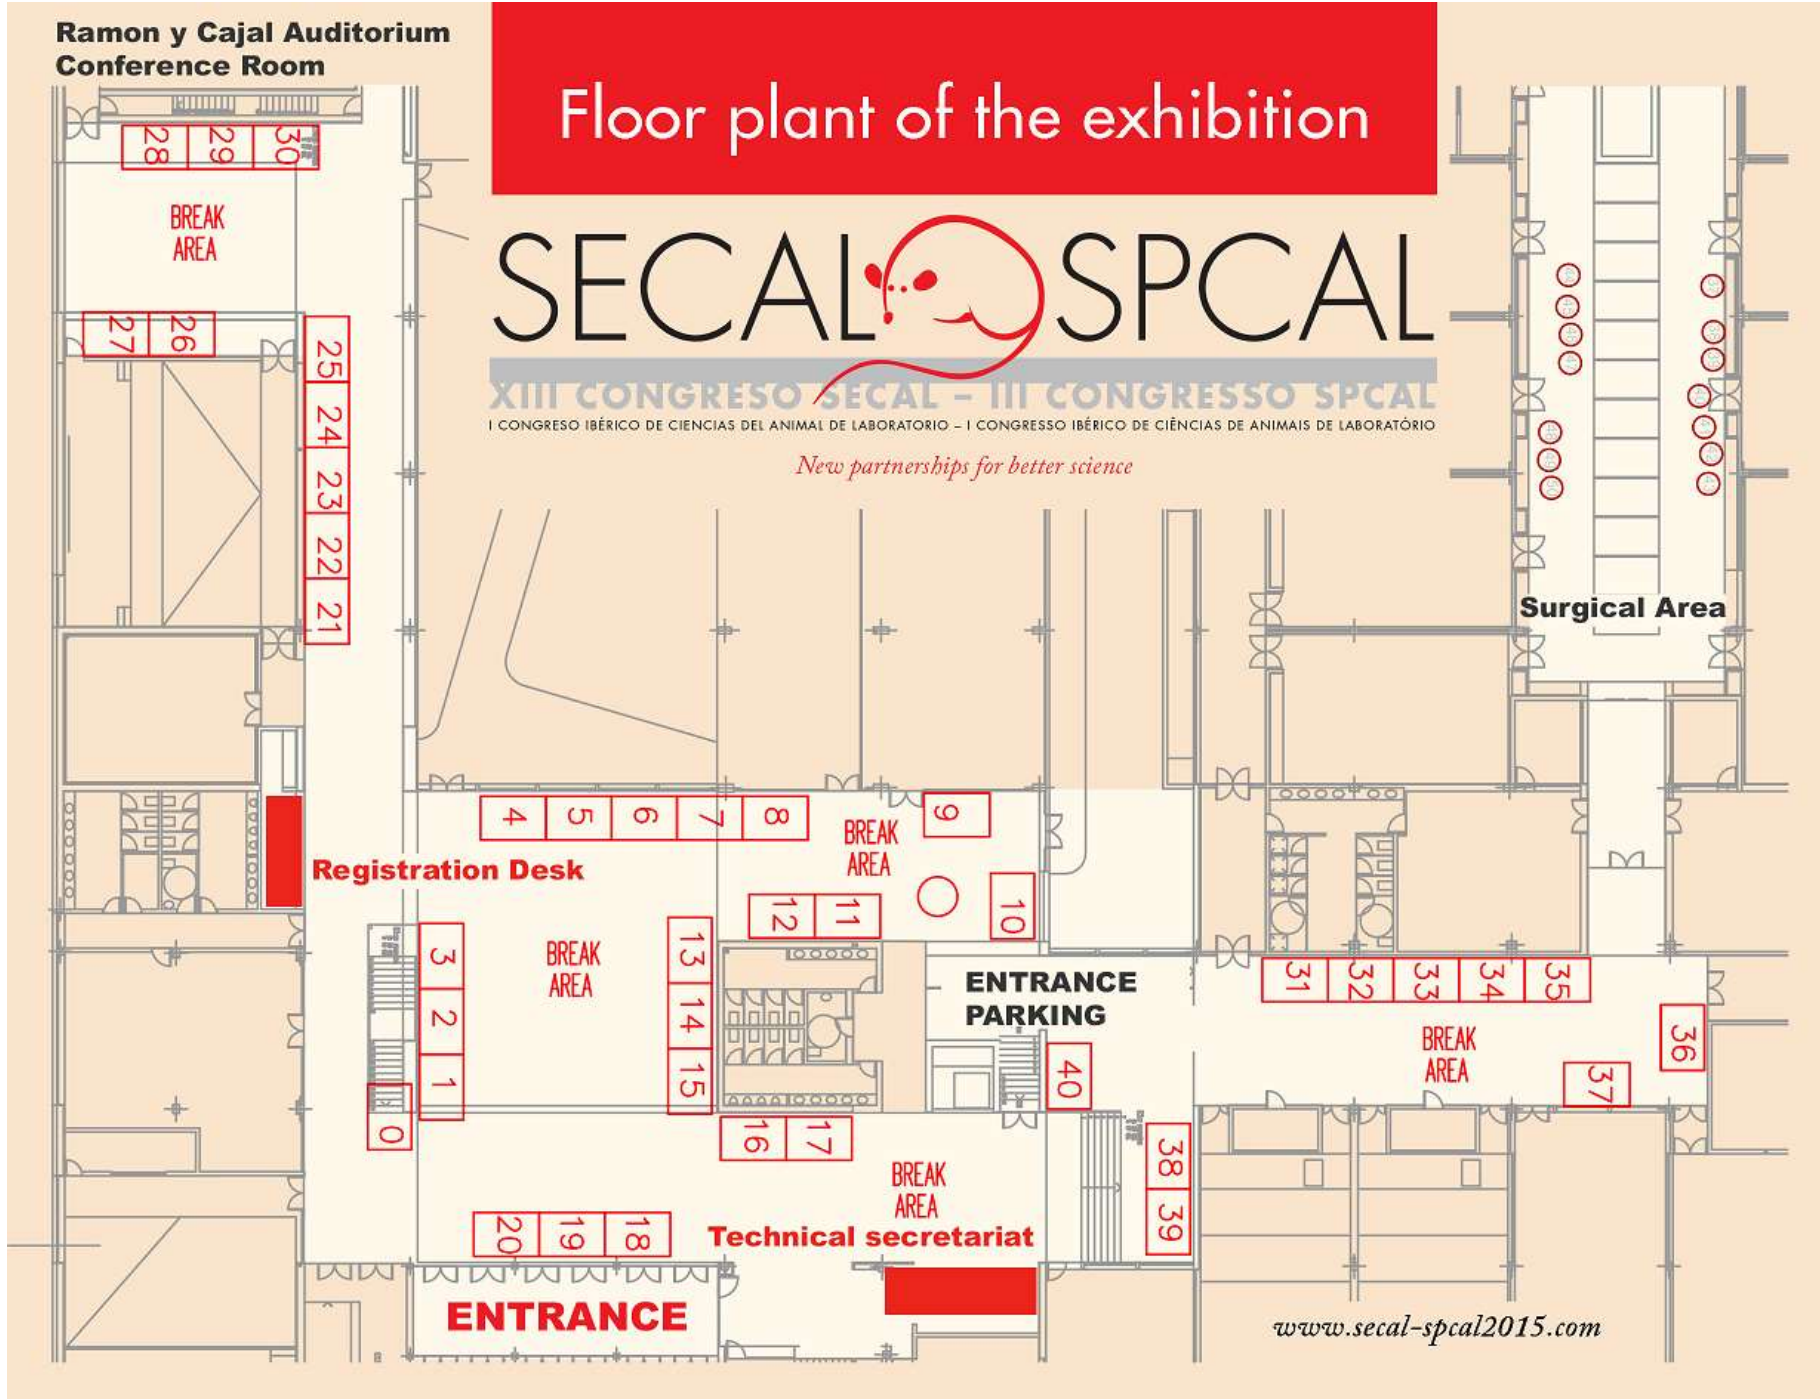 Ramon y Cajal Auditorium
Conference Room
Floor plant of the exhibition
SECAL SPCAL
XIII CONGRESO SECAL – III CONGRESSO SPCAL
I CONGRESO IBÉRICO DE CIENCIAS DEL ANIMAL DE LABORATORIO – I CONGRESSO IBÉRICO DE CIÊNCIAS DE ANIMAIS DE LABORATÓRIO
New partnerships for better science
28 29 30
BREAK
AREA
27 26
25
24
23
22
21
Surgical Area
4 5 6 7 8
BREAK
AREA
9
10
12 11
Registration Desk
3
2
1
0
BREAK
AREA
13
14
15
ENTRANCE
PARKING
40
31 32 33 34 35
BREAK
AREA
36
37
16 17
BREAK
AREA
38
39
20 19 18
Technical secretariat
ENTRANCE
www.secal-spcal2015.com